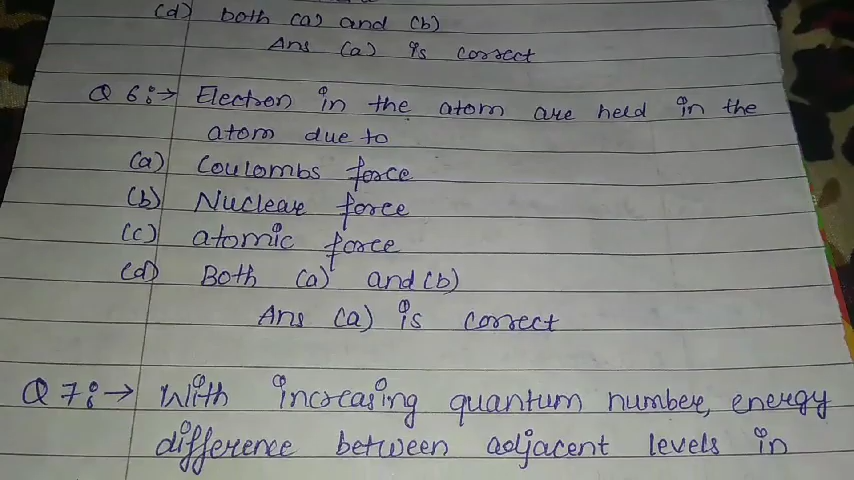 (d) both (a) and (b)
Ans (a) is correct
Q 6:→ Electron in the atom are held in the
atom due to
(a) Coulombs force
(b) Nuclear force
(c) atomic force
(d) Both (a) and (b)
Ans (a) is correct
Q 7:→ With increasing quantum number, energy
difference between adjacent levels in